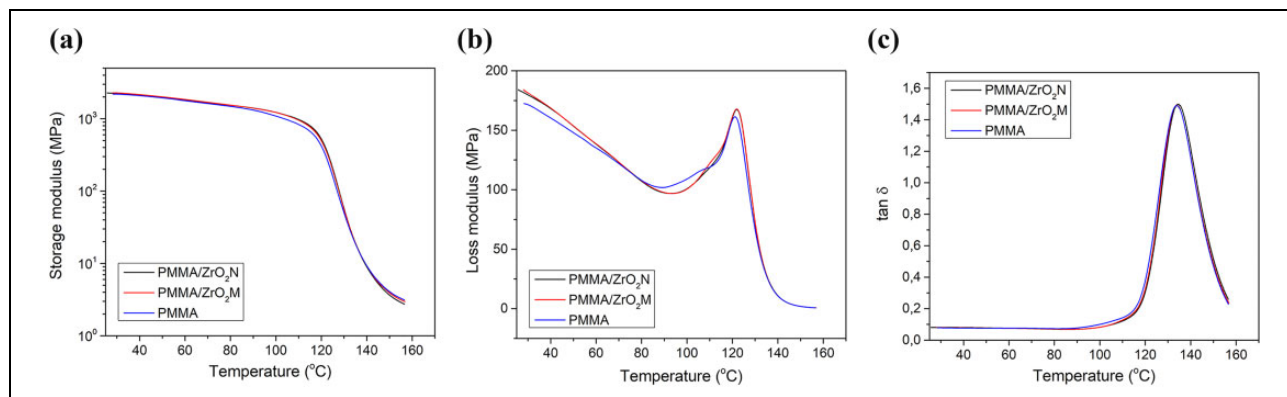 (a)
Storage modulus (MPa)
10³
10²
10¹
10⁰
40 60 80 100 120 140 160
Temperature (°C)
PMMA/ZrO₂N
PMMA/ZrO₂M
PMMA
(b)
Loss modulus (MPa)
200
150
100
50
0
40 60 80 100 120 140 160
Temperature (°C)
PMMA/ZrO₂N
PMMA/ZrO₂M
PMMA
(c)
tan δ
1,6
1,4
1,2
1,0
0,8
0,6
0,4
0,2
0,0
40 60 80 100 120 140 160
Temperature (°C)
PMMA/ZrO₂N
PMMA/ZrO₂M
PMMA